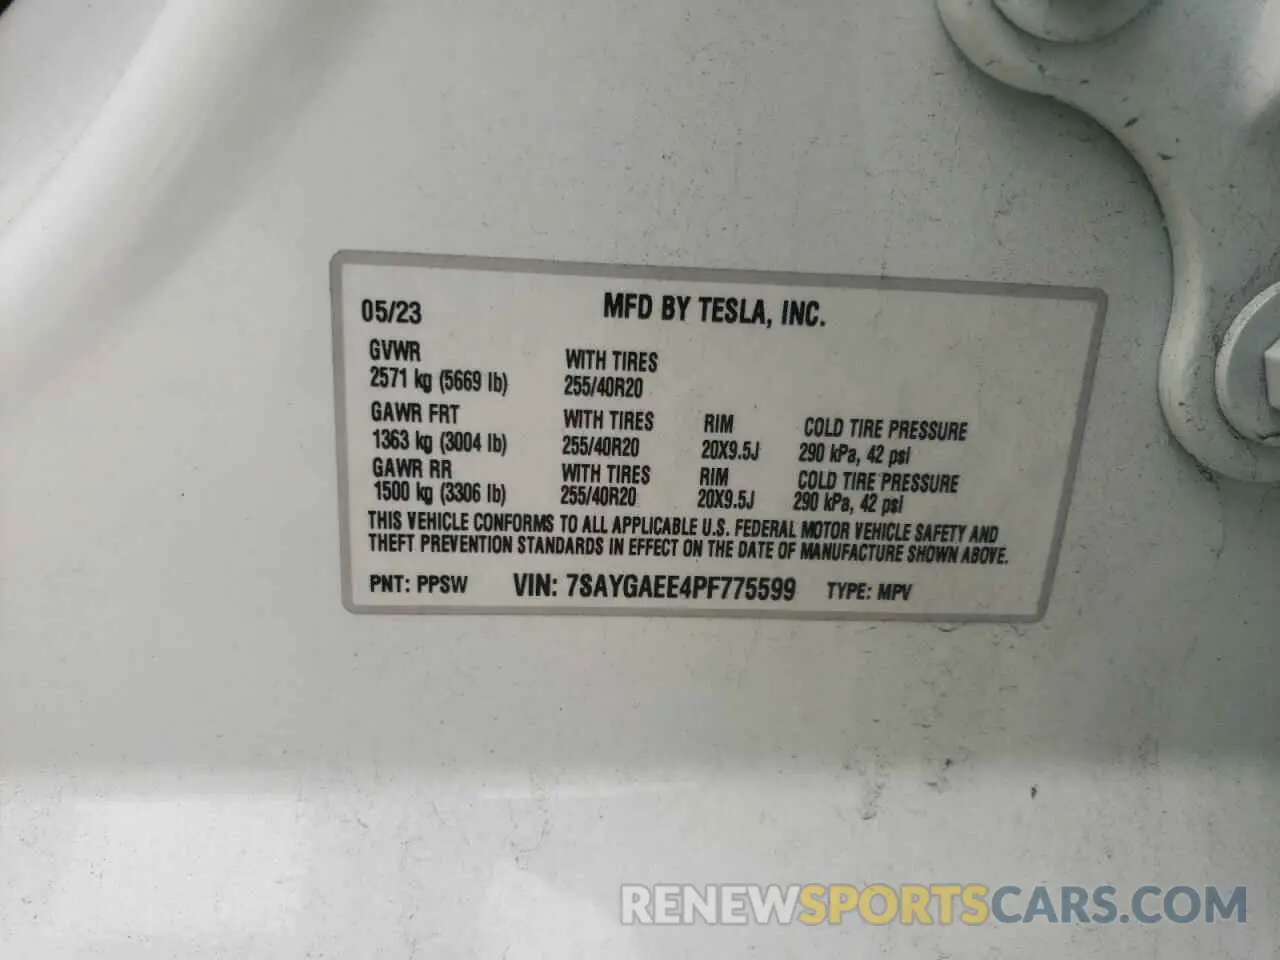 05/23 MFD BY TESLA, INC.
GVWR WITH TIRES
2571 kg (5669 lb) 255/40R20
GAWR FRT WITH TIRES RIM COLD TIRE PRESSURE
1363 kg (3004 lb) 255/40R20 20X9.5J 290 kPa, 42 psi
GAWR RR WITH TIRES RIM COLD TIRE PRESSURE
1500 kg (3306 lb) 255/40R20 20X9.5J 290 kPa, 42 psi
THIS VEHICLE CONFORMS TO ALL APPLICABLE U.S. FEDERAL MOTOR VEHICLE SAFETY AND
THEFT PREVENTION STANDARDS IN EFFECT ON THE DATE OF MANUFACTURE SHOWN ABOVE.
PNT: PPSW VIN: 7SAYGAEE4PF775599 TYPE: MPV
RENEWSPORTSCARS.COM